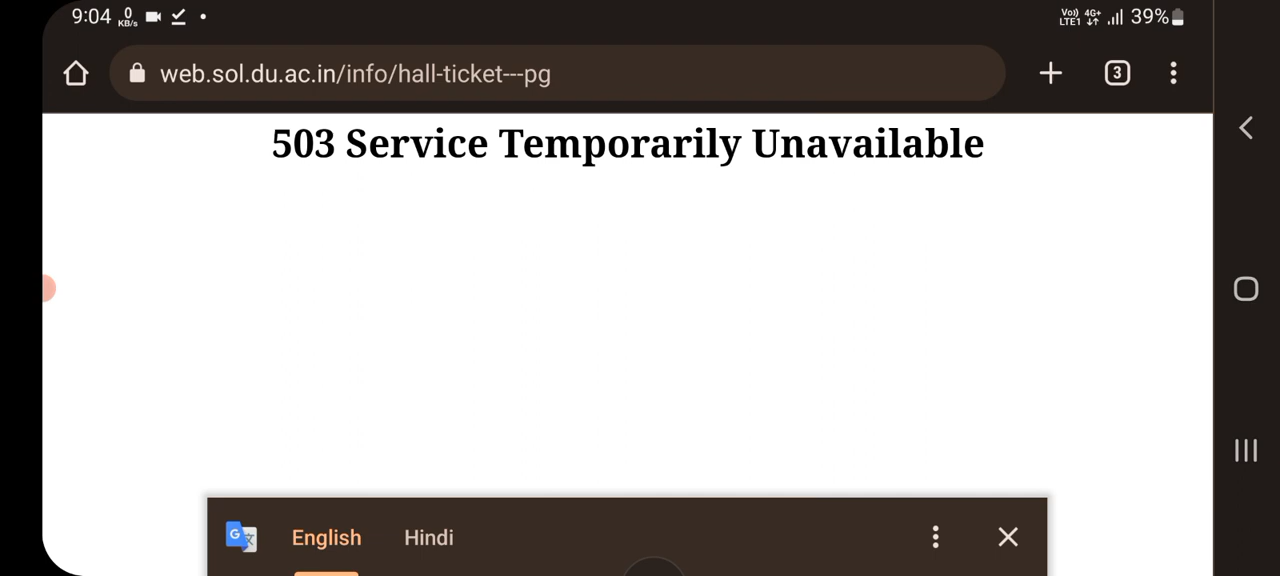 9:04 0 KB/s Vo)) LTE1 4G+ 39%
web.sol.du.ac.in/info/hall-ticket---pg 3
503 Service Temporarily Unavailable
G 文 English Hindi